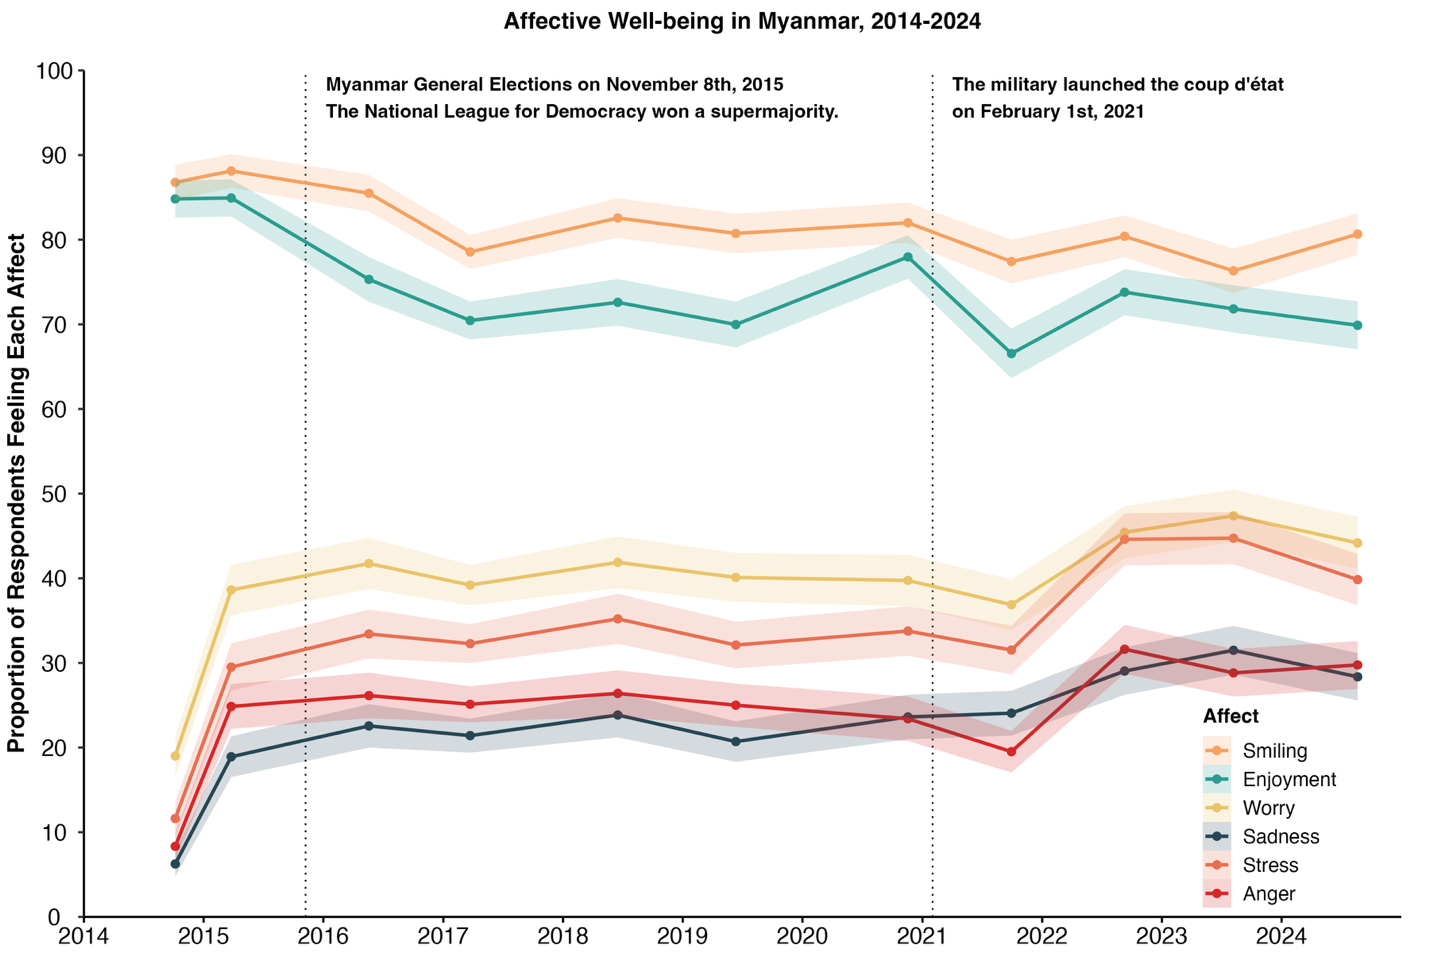 Affective Well-being in Myanmar, 2014-2024
Myanmar General Elections on November 8th, 2015
The National League for Democracy won a supermajority.
The military launched the coup d'état
on February 1st, 2021
Proportion of Respondents Feeling Each Affect
100
90
80
70
60
50
40
30
20
10
0
2014
2015
2016
2017
2018
2019
2020
2021
2022
2023
2024
Affect
Smiling
Enjoyment
Worry
Sadness
Stress
Anger